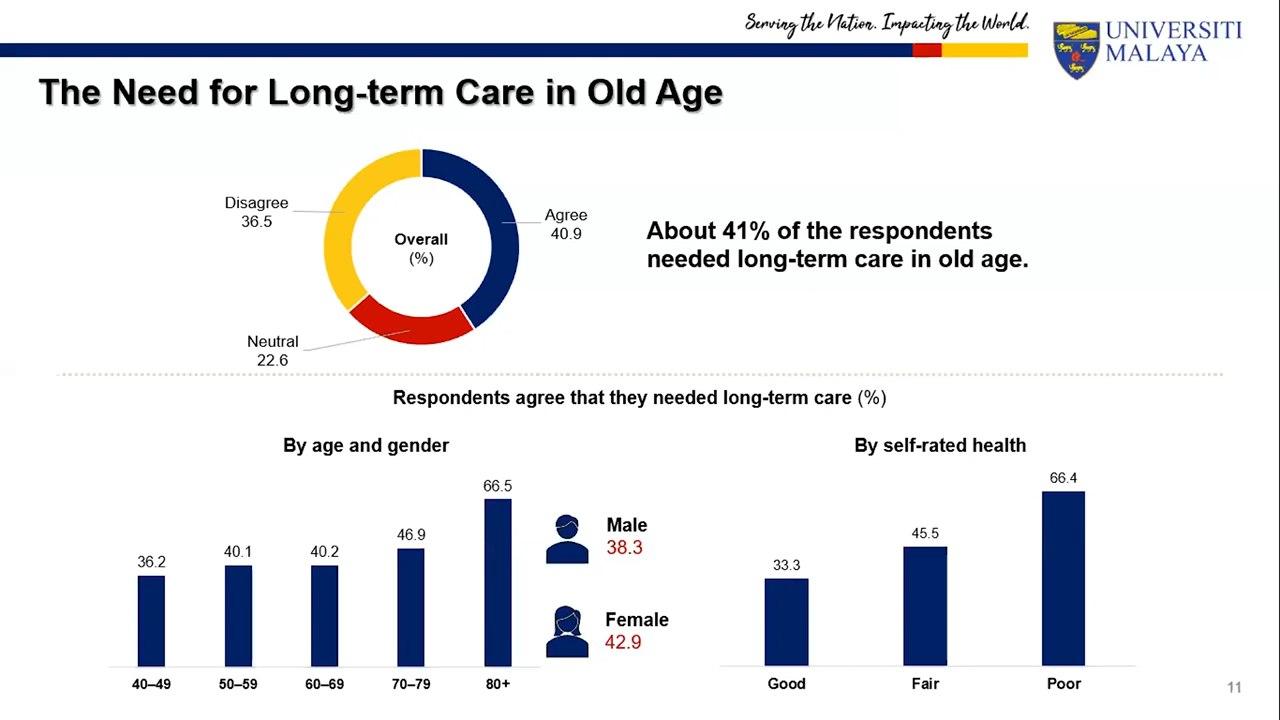 Serving the Nation. Impacting the World.
UNIVERSITI
MALAYA
The Need for Long-term Care in Old Age
Disagree
36.5
Overall
(%)
Agree
40.9
Neutral
22.6
About 41% of the respondents
needed long-term care in old age.
Respondents agree that they needed long-term care (%)
By age and gender
36.2
40.1
40.2
46.9
66.5
40–49
50–59
60–69
70–79
80+
Male
38.3
Female
42.9
By self-rated health
33.3
45.5
66.4
Good
Fair
Poor
11